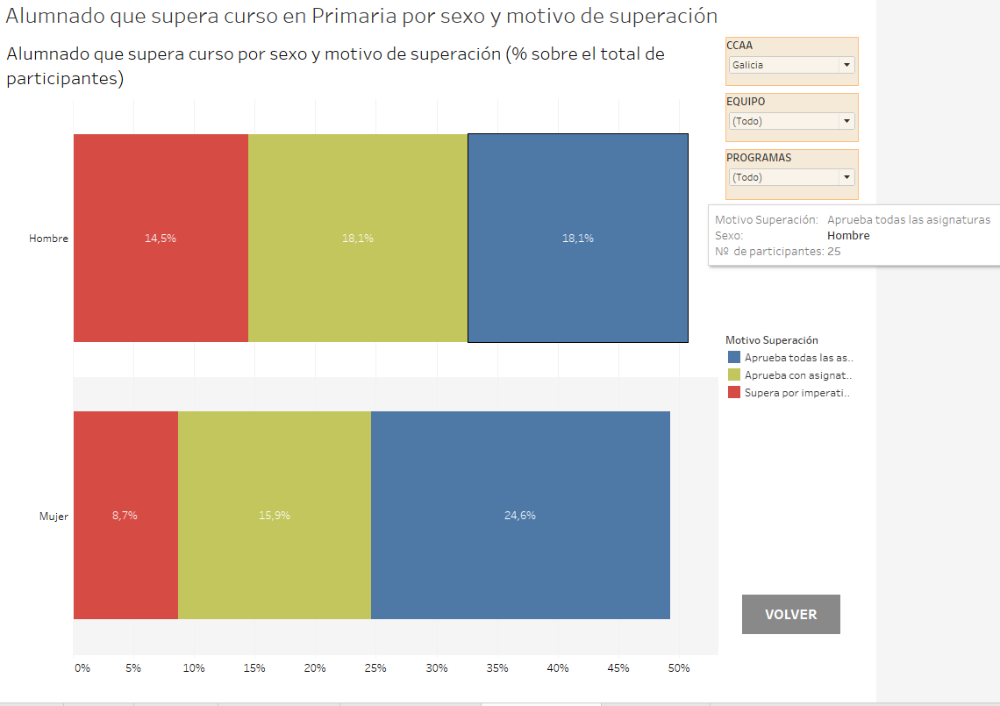 Alumnado que supera curso en Primaria por sexo y motivo de superación
Alumnado que supera curso por sexo y motivo de superación (% sobre el total de
participantes)
CCAA
Galicia
EQUIPO
(Todo)
PROGRAMAS
(Todo)
Motivo Superación: Aprueba todas las asignaturas
Sexo: Hombre
Nº de participantes: 25
Hombre
14,5%
18,1%
18,1%
Motivo Superación
Aprueba todas las as..
Aprueba con asignat..
Supera por imperati..
Mujer
8,7%
15,9%
24,6%
VOLVER
0% 5% 10% 15% 20% 25% 30% 35% 40% 45% 50%